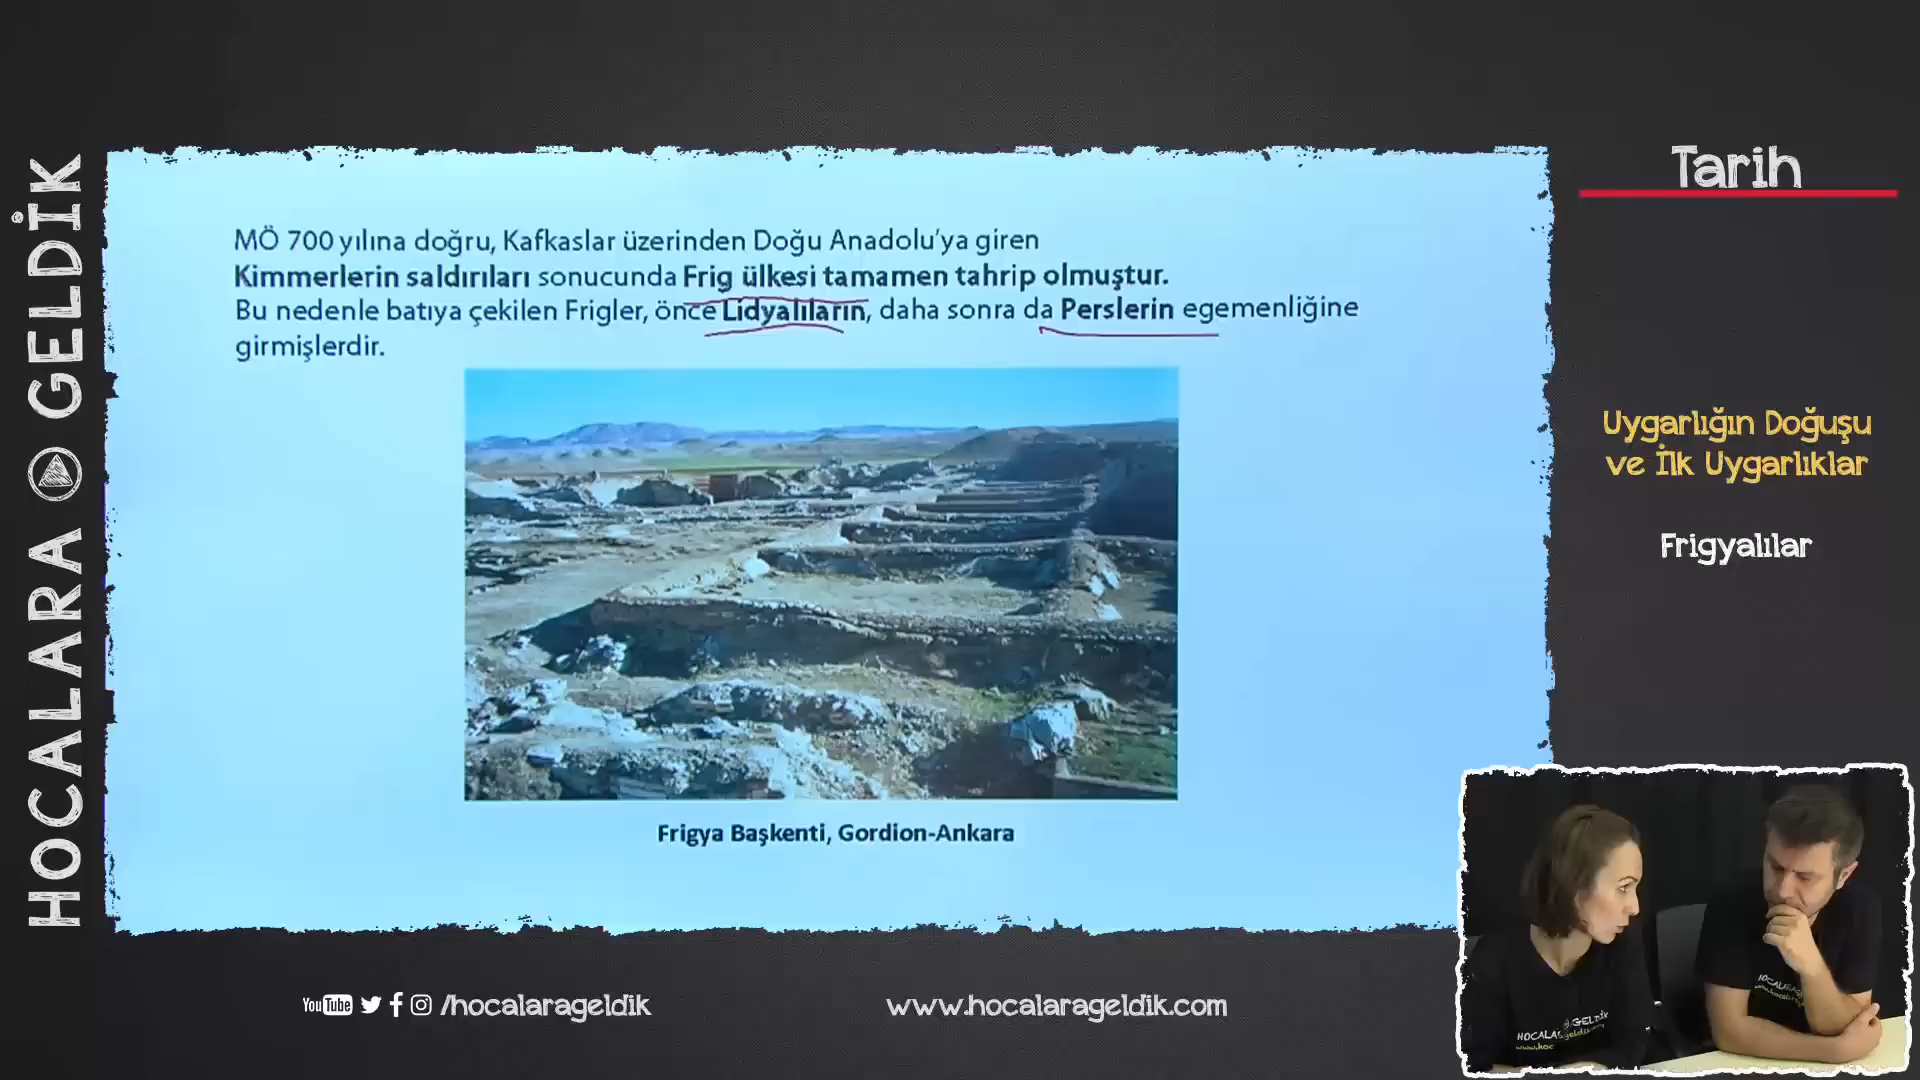 HOCALARA GELDİK
Tarih
MÖ 700 yılına doğru, Kafkaslar üzerinden Doğu Anadolu'ya giren
Kimmerlerin saldırıları sonucunda Frig ülkesi tamamen tahrip olmuştur.
Bu nedenle batıya çekilen Frigler, önce Lidyalıların, daha sonra da Perslerin egemenliğine
girmişlerdir.
Uygarlığın Doğuşu
ve İlk Uygarlıklar
Frigyalılar
Frigya Başkenti, Gordion-Ankara
YouTube /hocalarageldik
www.hocalarageldik.com